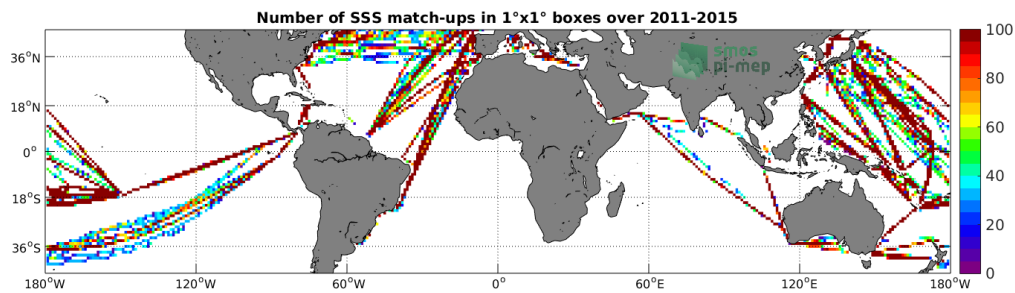 Number of SSS match-ups in 1°x1° boxes over 2011-2015
smos
pi-mep
36°N
18°N
0°
18°S
36°S
180°W
120°W
60°W
0°
60°E
120°E
180°E
100
80
60
40
20
0